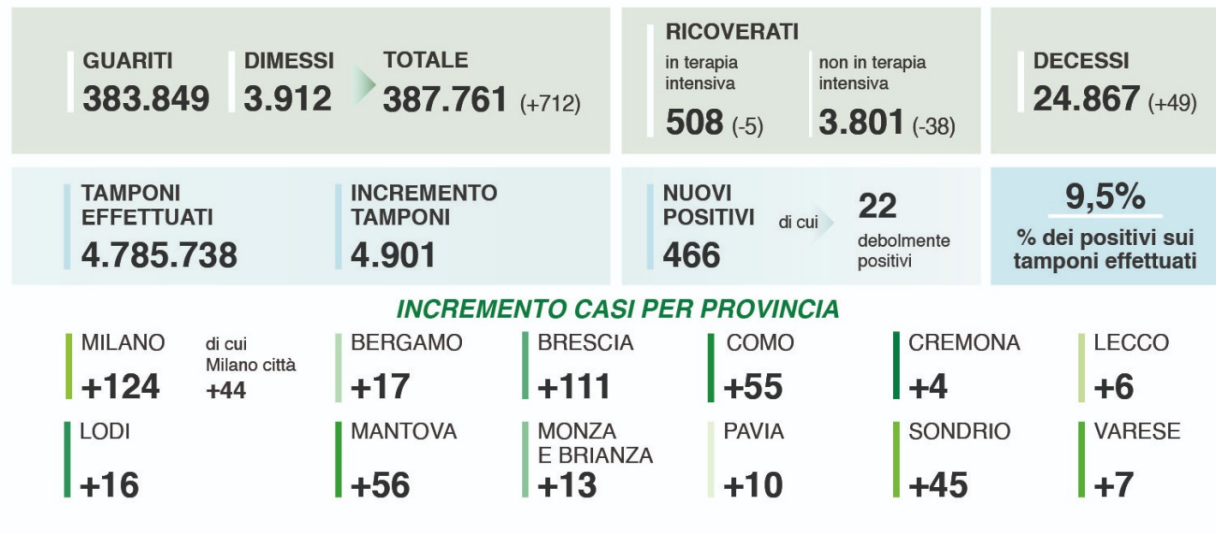 GUARITI
383.849
DIMESSI
3.912
TOTALE
387.761 (+712)
RICOVERATI
in terapia
intensiva
508 (-5)
non in terapia
intensiva
3.801 (-38)
DECESSI
24.867 (+49)
TAMPONI
EFFETTUATI
4.785.738
INCREMENTO
TAMPONI
4.901
NUOVI
POSITIVI
466
di cui
22
debolmente
positivi
9,5%
% dei positivi sui
tamponi effettuati
INCREMENTO CASI PER PROVINCIA
MILANO
+124
di cui
Milano città
+44
BERGAMO
+17
BRESCIA
+111
COMO
+55
CREMONA
+4
LECCO
+6
LODI
+16
MANTOVA
+56
MONZA
E BRIANZA
+13
PAVIA
+10
SONDRIO
+45
VARESE
+7